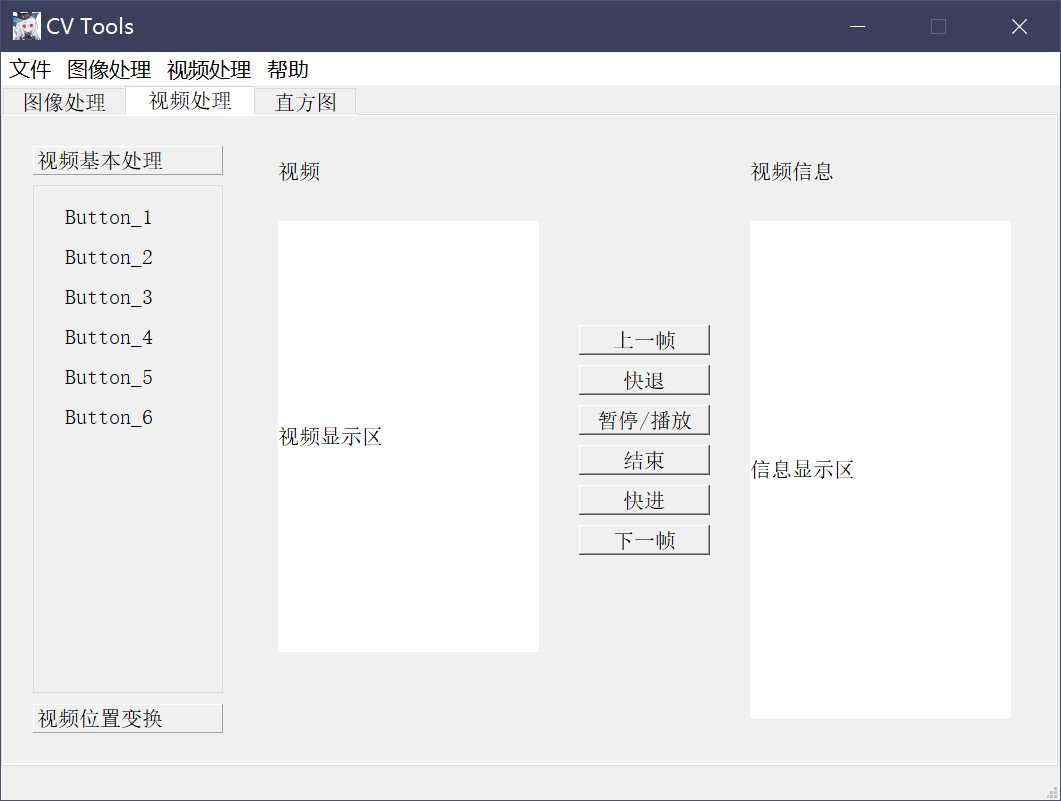 CV Tools
文件 图像处理 视频处理 帮助
图像处理 视频处理 直方图
视频基本处理
Button_1
Button_2
Button_3
Button_4
Button_5
Button_6
视频位置变换
视频
视频显示区
上一帧
快退
暂停/播放
结束
快进
下一帧
视频信息
信息显示区